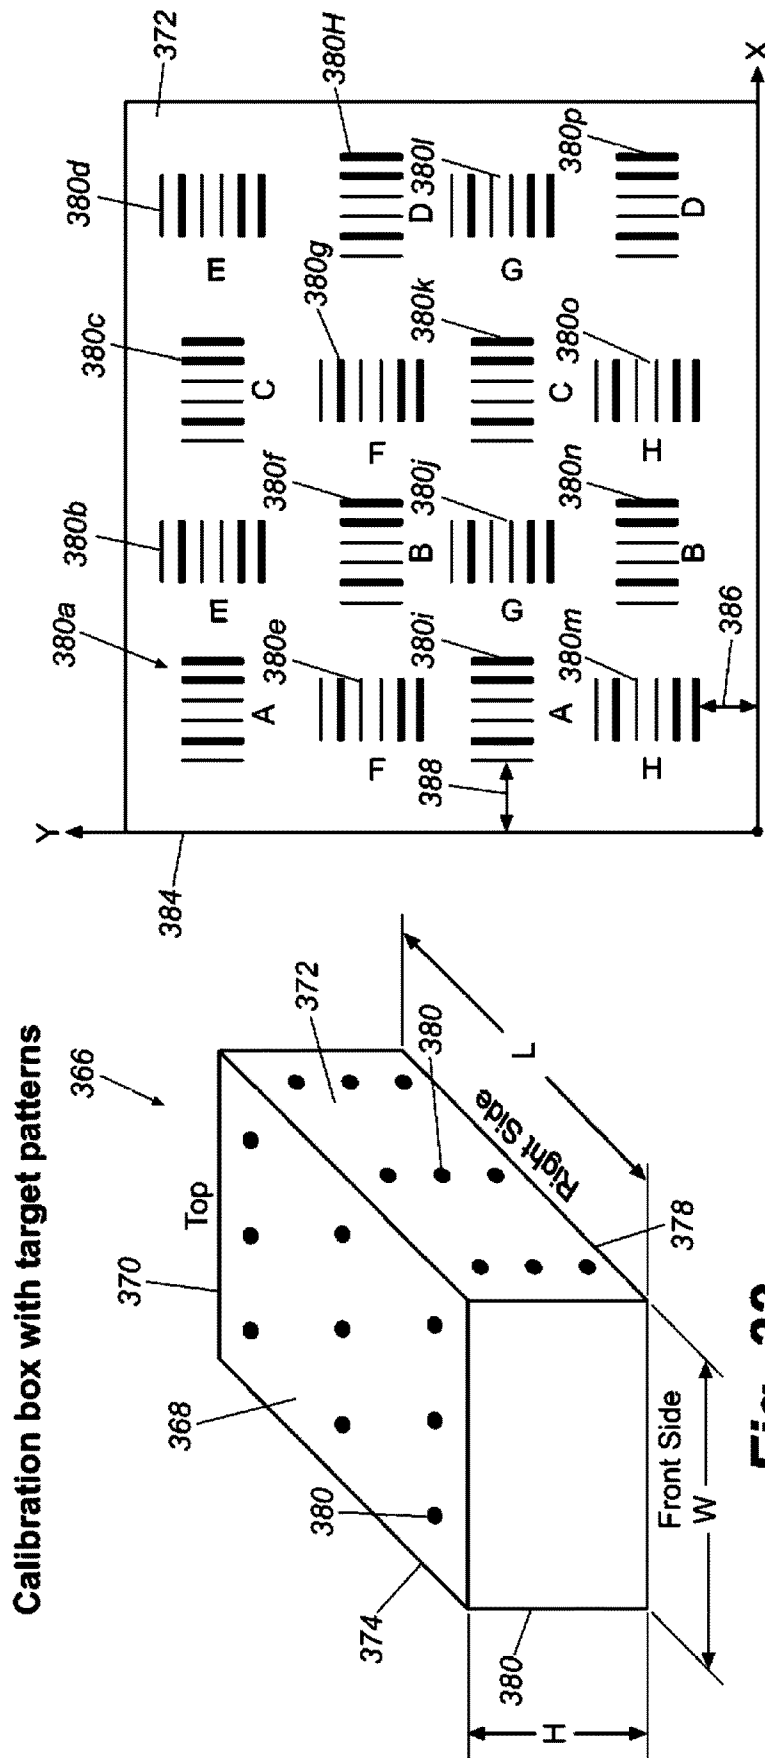 Calibration box with target patterns
366
370
Top
368
372
380
380
374
Right Side
L
378
380
H
Front Side
W
Fig.
Y
384
380a
380b
380c
380d
372
A
E
C
E
380e
380f
380g
380H
F
B
F
D
380i
380j
380k
380l
388
A
G
C
G
380m
380n
380o
380p
H
B
H
D
386
X